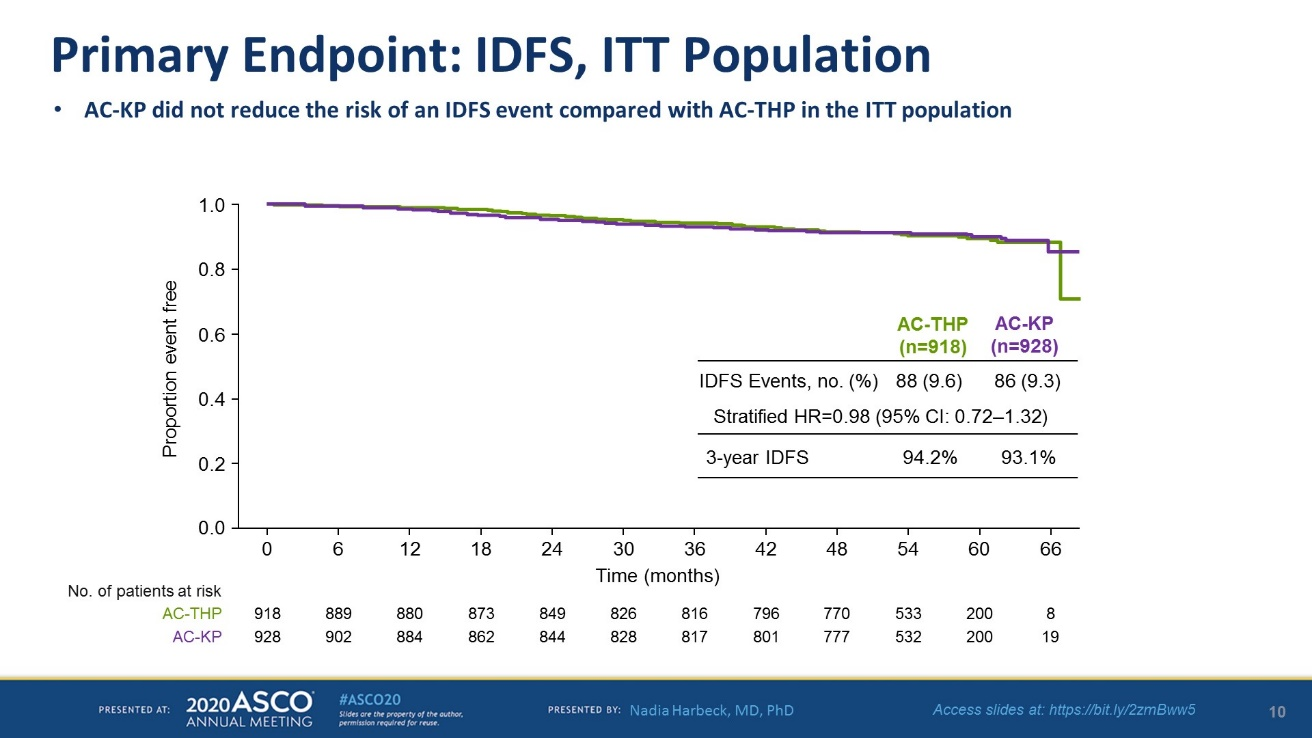 Primary Endpoint: IDFS, ITT Population
• AC-KP did not reduce the risk of an IDFS event compared with AC-THP in the ITT population
Proportion event free
1.0
0.8
0.6
0.4
0.2
0.0
AC-THP AC-KP
(n=918) (n=928)
IDFS Events, no. (%) 88 (9.6) 86 (9.3)
Stratified HR=0.98 (95% CI: 0.72–1.32)
3-year IDFS 94.2% 93.1%
0 6 12 18 24 30 36 42 48 54 60 66
Time (months)
No. of patients at risk
AC-THP 918 889 880 873 849 826 816 796 770 533 200 8
AC-KP 928 902 884 862 844 828 817 801 777 532 200 19
PRESENTED AT: 2020 ASCO
ANNUAL MEETING
#ASCO20
Slides are the property of the author,
permission required for reuse.
PRESENTED BY: Nadia Harbeck, MD, PhD
Access slides at: https://bit.ly/2zmBww5
10